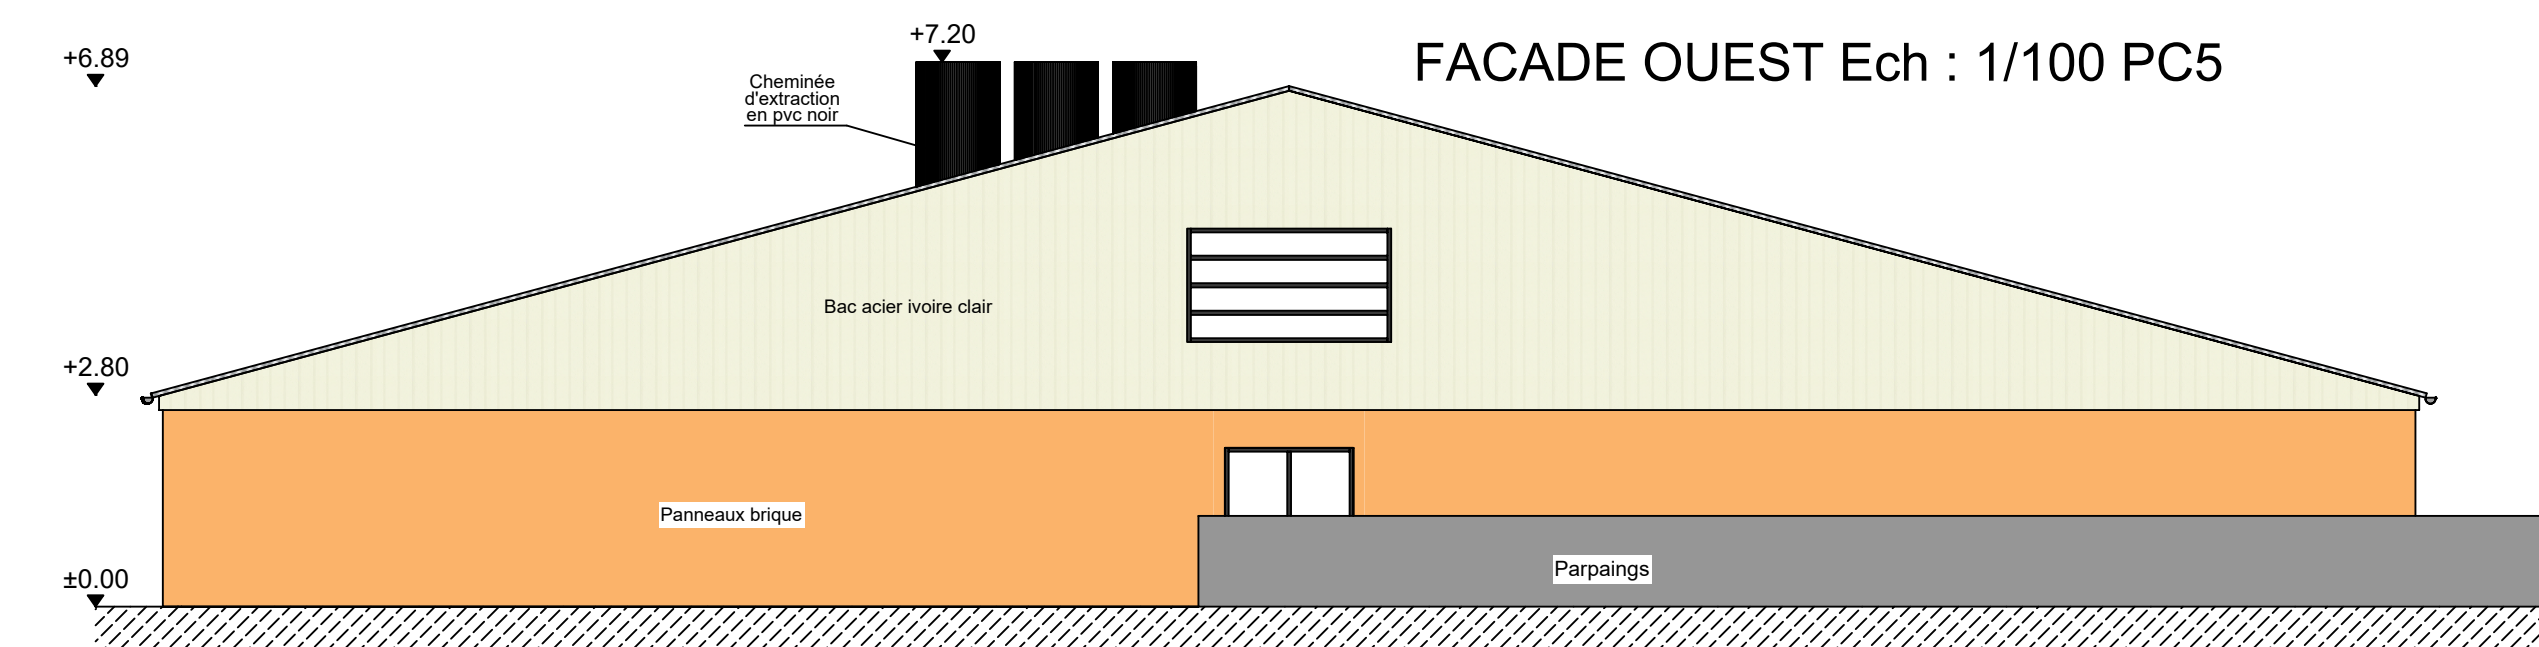 +7.20
+6.89
FACADE OUEST Ech : 1/100 PC5
Cheminée
d'extraction
en pvc noir
Bac acier ivoire clair
+2.80
Panneaux brique
Parpaings
±0.00